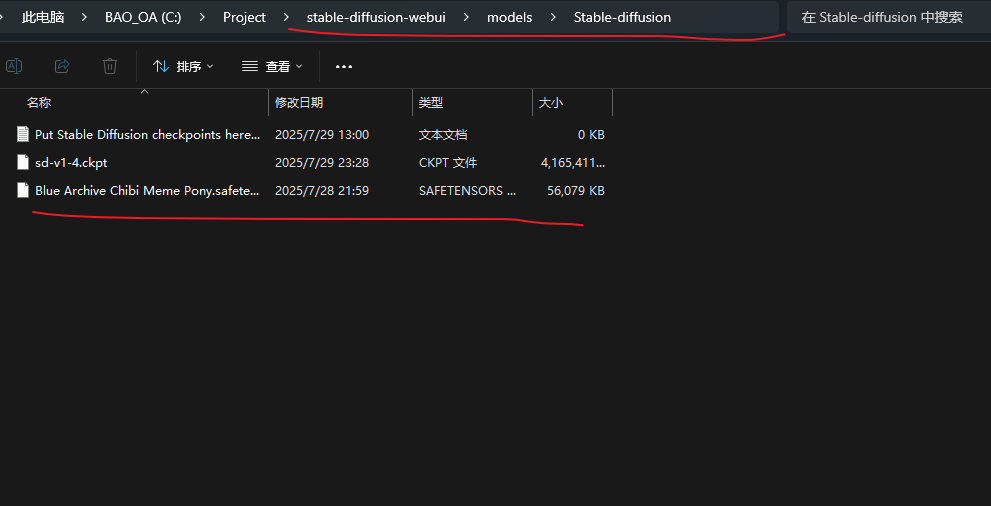 此电脑 > BAO_OA (C:) > Project > stable-diffusion-webui > models > Stable-diffusion 在 Stable-diffusion 中搜索
排序 查看 ...
名称 修改日期 类型 大小
Put Stable Diffusion checkpoints here... 2025/7/29 13:00 文本文档 0 KB
sd-v1-4.ckpt 2025/7/29 23:28 CKPT 文件 4,165,411...
Blue Archive Chibi Meme Pony.safete... 2025/7/28 21:59 SAFETENSORS ... 56,079 KB